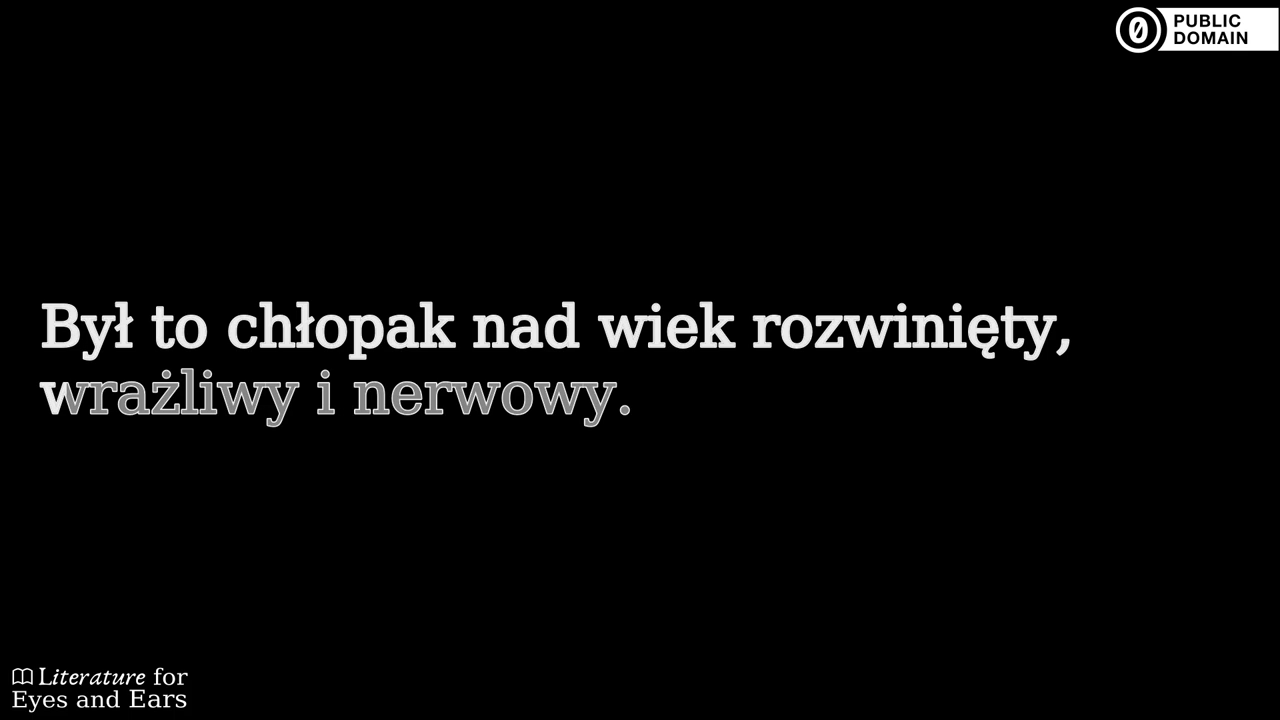 PUBLIC
DOMAIN
Był to chłopak nad wiek rozwinięty,
wrażliwy i nerwowy.
Literature for
Eyes and Ears